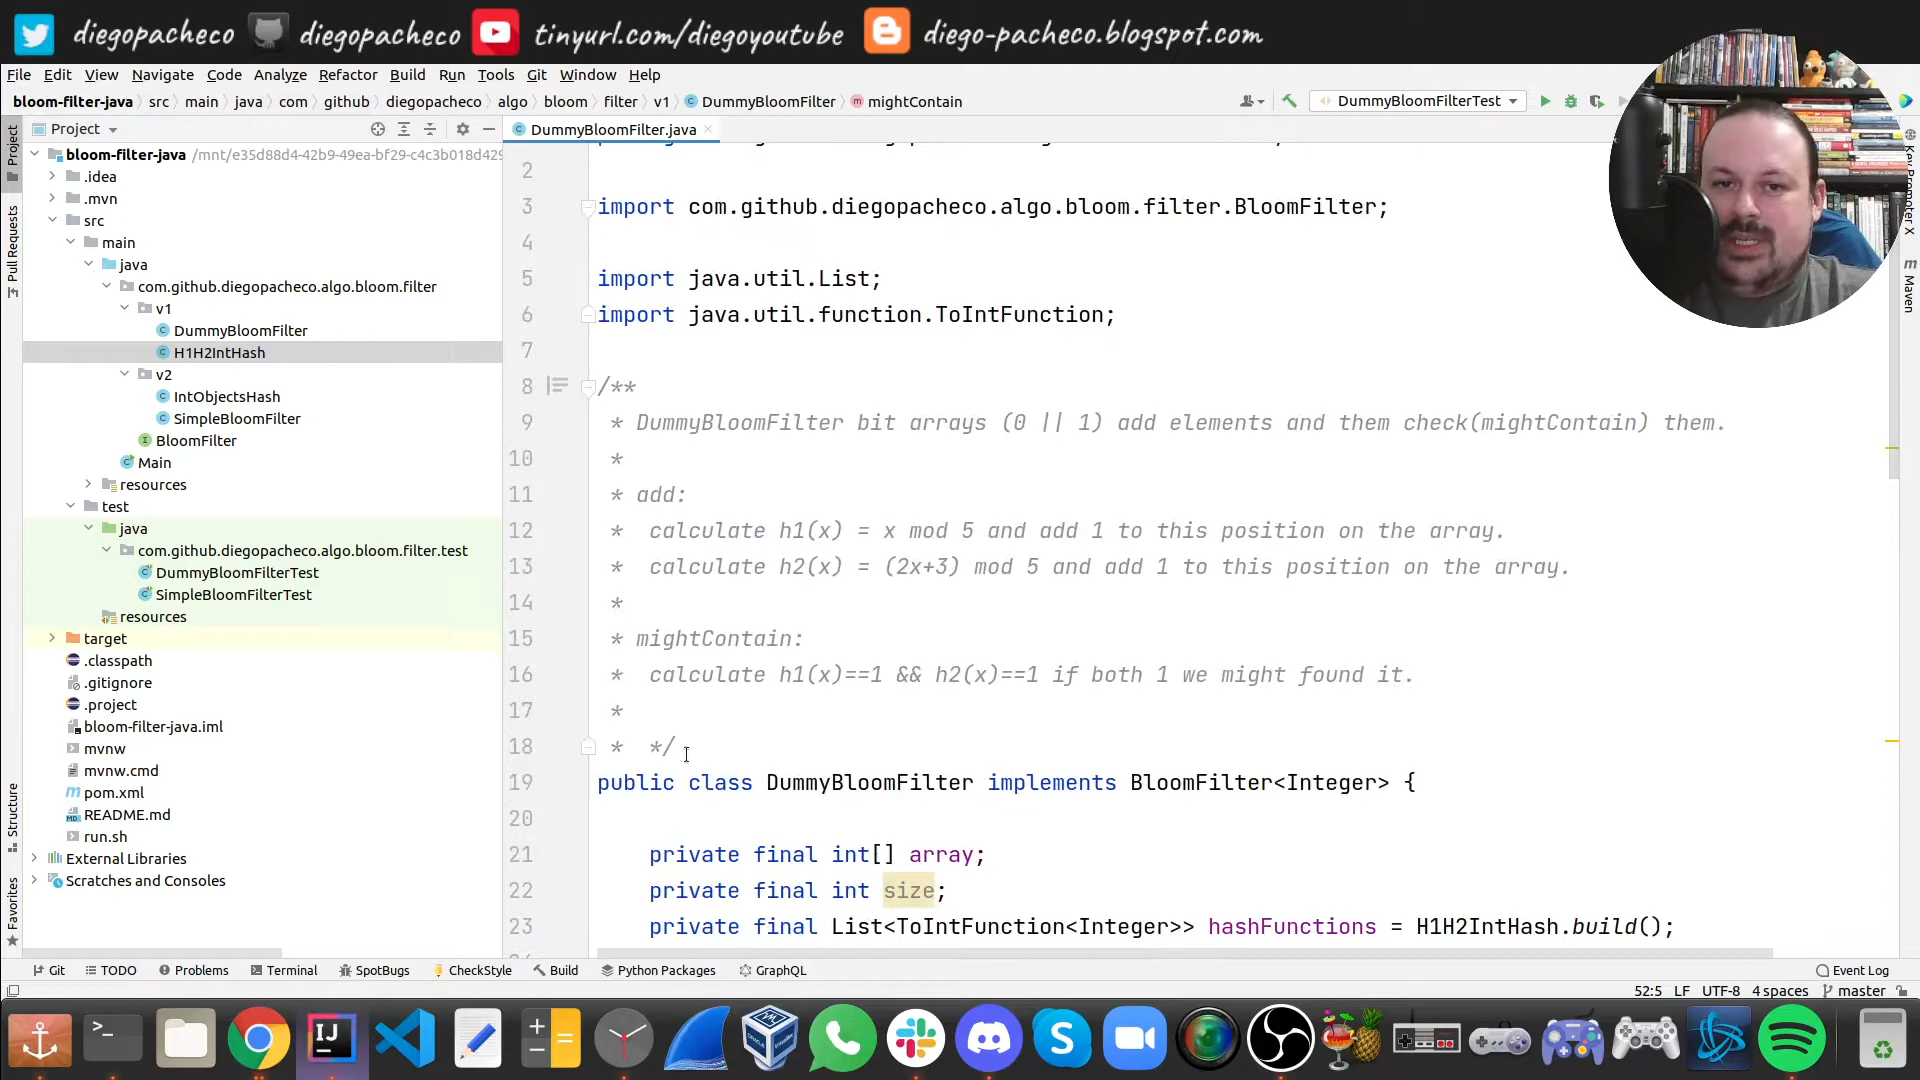 diegopacheco diegopacheco tinyurl.com/diegoyoutube diego-pacheco.blogspot.com
File Edit View Navigate Code Analyze Refactor Build Run Tools Git Window Help
bloom-filter-java src main java com github diegopacheco algo bloom filter v1 DummyBloomFilter mightContain DummyBloomFilterTest
Project
DummyBloomFilter.java
bloom-filter-java /mnt/e35d88d4-42b9-49ea-bf29-c4c3b018d429
.idea
.mvn
src
main
java
com.github.diegopacheco.algo.bloom.filter
v1
DummyBloomFilter
H1H2IntHash
v2
IntObjectsHash
SimpleBloomFilter
BloomFilter
Main
resources
test
java
com.github.diegopacheco.algo.bloom.filter.test
DummyBloomFilterTest
SimpleBloomFilterTest
resources
target
.classpath
.gitignore
.project
bloom-filter-java.iml
mvnw
mvnw.cmd
pom.xml
README.md
run.sh
External Libraries
Scratches and Consoles
Project
Pull Requests
Structure
Favorites
2
3 import com.github.diegopacheco.algo.bloom.filter.BloomFilter;
4
5 import java.util.List;
6 import java.util.function.ToIntFunction;
7
8 /**
9 * DummyBloomFilter bit arrays (0 || 1) add elements and them check(mightContain) them.
10 *
11 * add:
12 * calculate h1(x) = x mod 5 and add 1 to this position on the array.
13 * calculate h2(x) = (2x+3) mod 5 and add 1 to this position on the array.
14 *
15 * mightContain:
16 * calculate h1(x)==1 && h2(x)==1 if both 1 we might found it.
17 *
18 * */
19 public class DummyBloomFilter implements BloomFilter<Integer> {
20
21 private final int[] array;
22 private final int size;
23 private final List<ToIntFunction<Integer>> hashFunctions = H1H2IntHash.build();
Key Promoter X
Maven
Git TODO Problems Terminal SpotBugs CheckStyle Build Python Packages GraphQL Event Log
52:5 LF UTF-8 4 spaces master